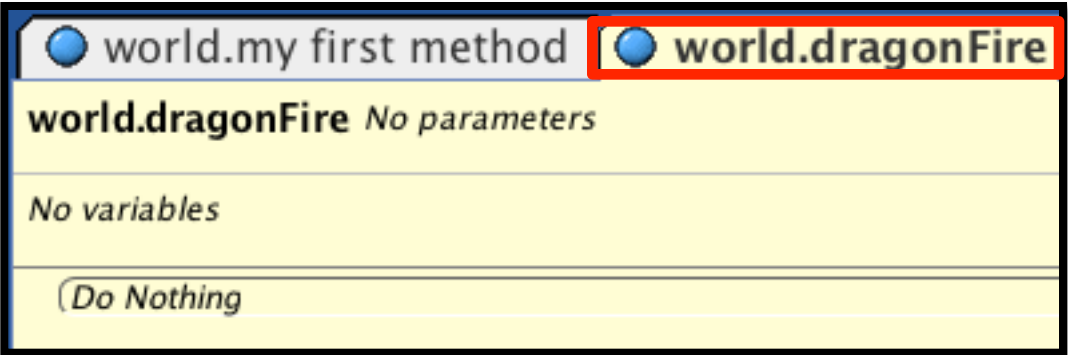 world.my first method world.dragonFire
world.dragonFire No parameters
No variables
Do Nothing